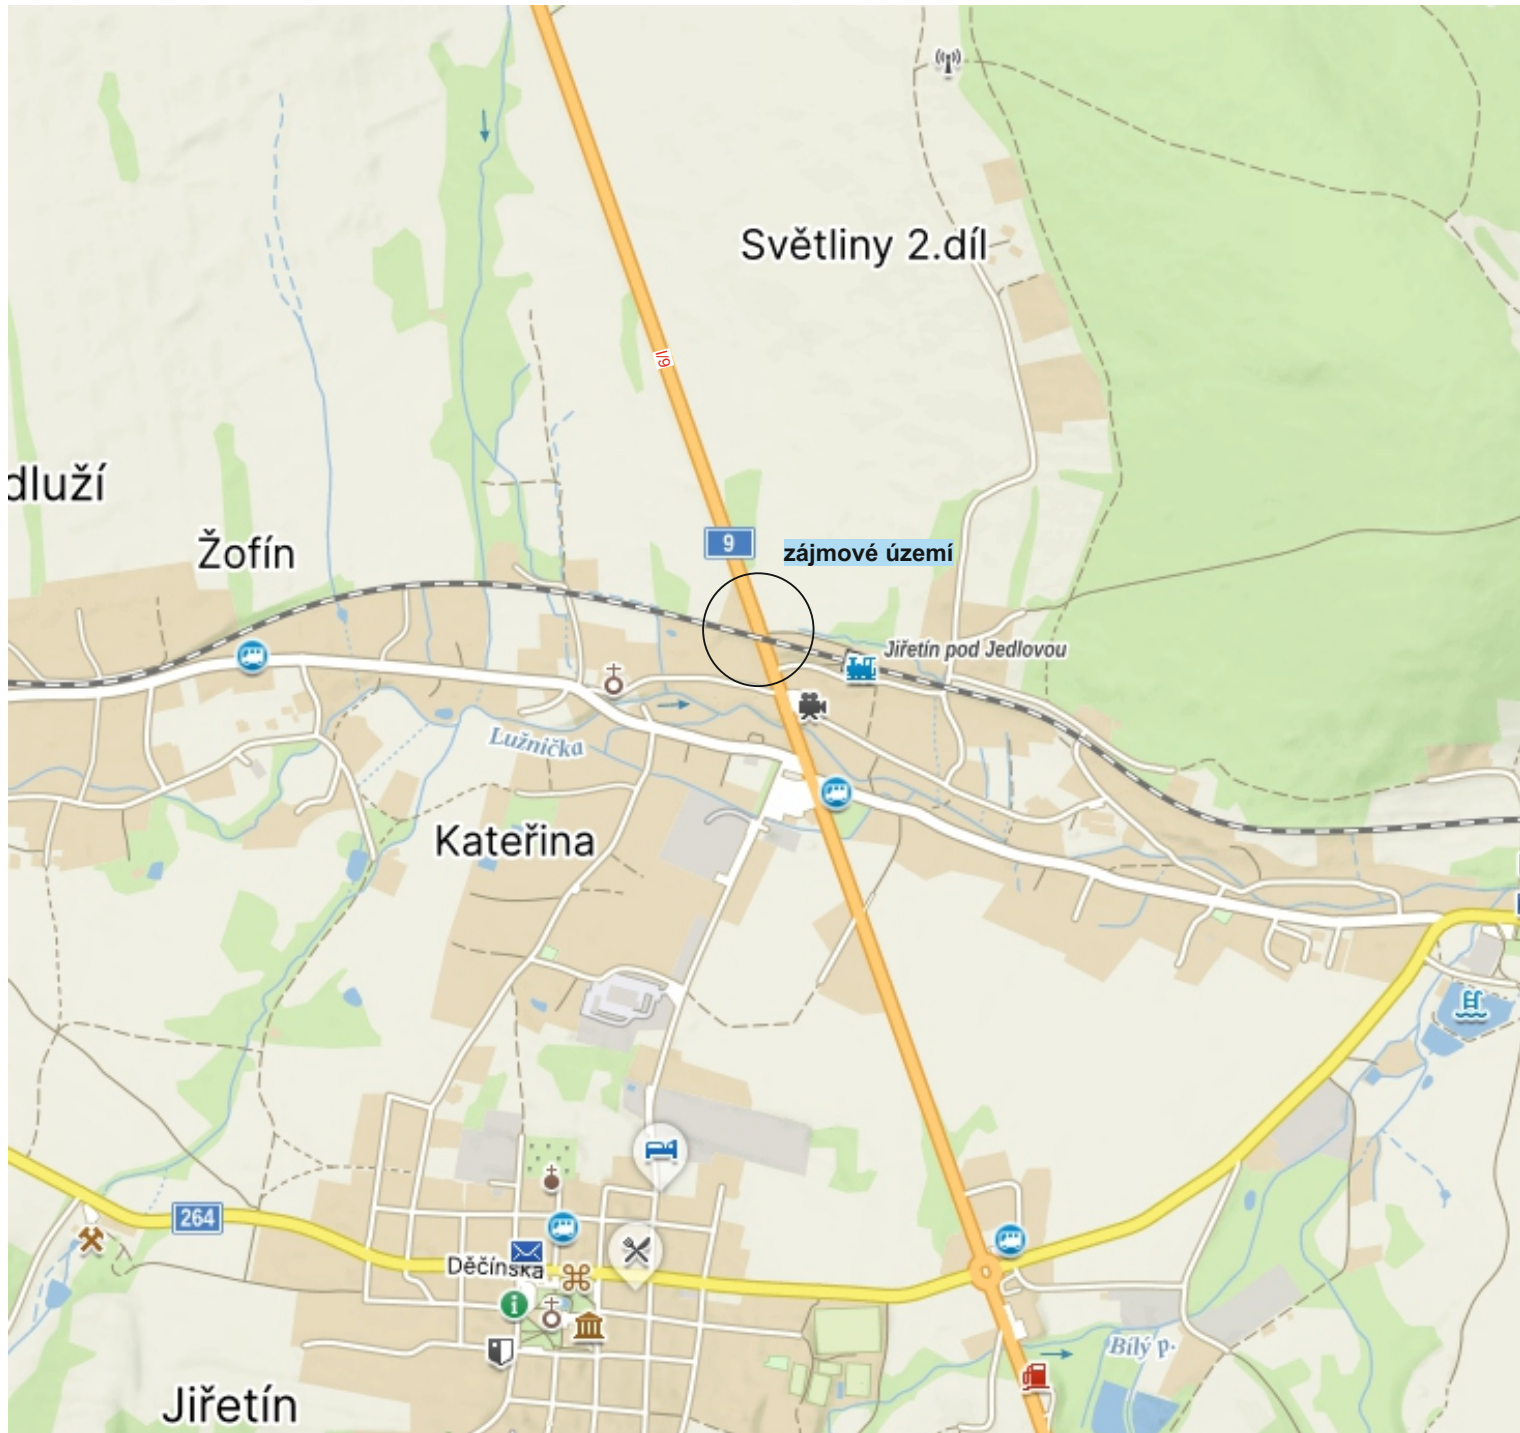 Světliny 2.díl
I/9
dluží
9
zájmové území
Žofín
Jiřetín pod Jedlovou
Lužnička
Kateřina
264
Děčínská
Bílý p.
Jiřetín